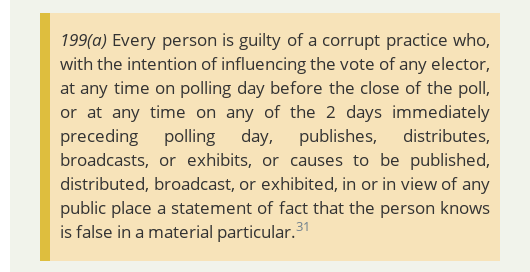 199(a) Every person is guilty of a corrupt practice who,
with the intention of influencing the vote of any elector,
at any time on polling day before the close of the poll,
or at any time on any of the 2 days immediately
preceding polling day, publishes, distributes,
broadcasts, or exhibits, or causes to be published,
distributed, broadcast, or exhibited, in or in view of any
public place a statement of fact that the person knows
is false in a material particular.31